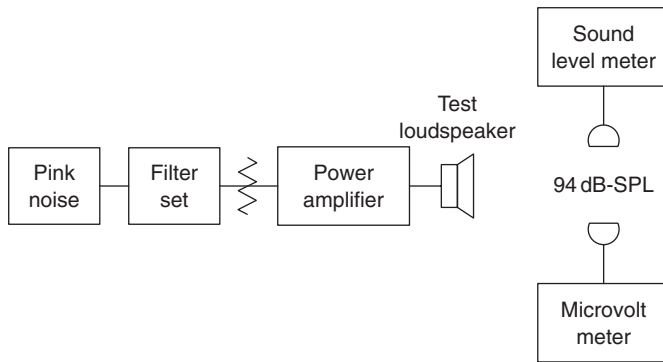 Sound
level meter
Test
loudspeaker
Pink
noise
Filter
set
Power
amplifier
94 dB-SPL
Microvolt
meter